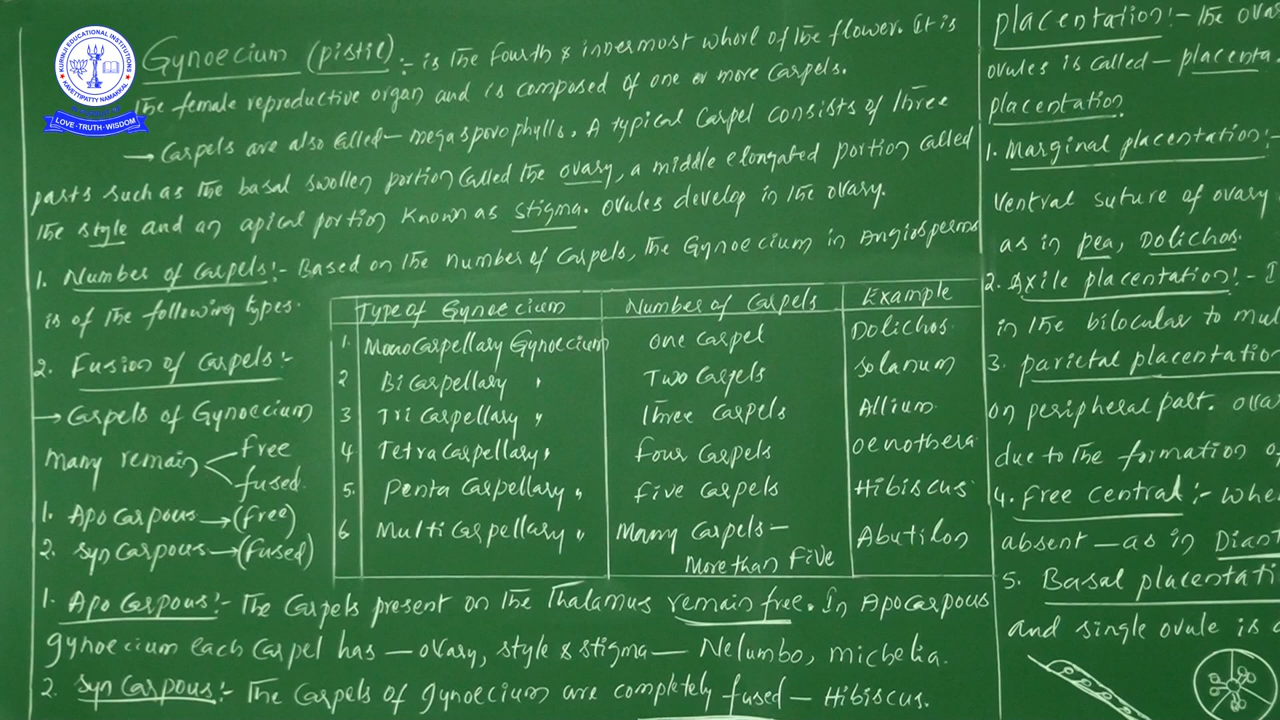 KURINJI EDUCATIONAL INSTITUTIONS
KAVETTIPATTY NAMAKKAL
LOVE · TRUTH · WISDOM
Gynoecium (pistil):- is the fourth & innermost whorl of the flower. It is
the female reproductive organ and is composed of one or more carpels.
→ Carpels are also called - megasporophylls. A typical carpel consists of three
parts such as the basal swollen portion called the ovary, a middle elongated portion called
the style and an apical portion known as stigma. Ovules develop in the ovary.
1. Number of carpels:- Based on the number of carpels, the Gynoecium in Angiosperms
is of the following types.
Type of Gynoecium Number of Carpels Example
1. Monocarpellary Gynoecium one carpel Dolichos.
2 Bicarpellary " Two carpels Solanum
3 Tricarpellary " Three carpels Allium
4 Tetracarpellary " four carpels Oenothera
5. Penta carpellary " five carpels Hibiscus
6 Multicarpellary " Many carpels - Abutilon
More than Five
2. Fusion of carpels:-
→ Carpels of Gynoecium
many remain free
fused.
1. Apocarpous → (free)
2. Syncarpous → (fused)
1. Apocarpous:- The carpels present on the Thalamus remain free. In Apocarpous
gynoecium each carpel has - ovary, style & stigma - Nelumbo, michelia.
2. Syncarpous:- The carpels of gynoecium are completely fused - Hibiscus.
placentation:- The
ovules is called - placenta.
placentation.
1. Marginal placentation:-
ventral suture of ovary
as in pea, Dolichos.
2. Axile placentation:-
in the bilocular to
3. parietal placentation
on peripheral part.
due to the formation
4. Free central:-
absent - as in
5. Basal
and single ovule is